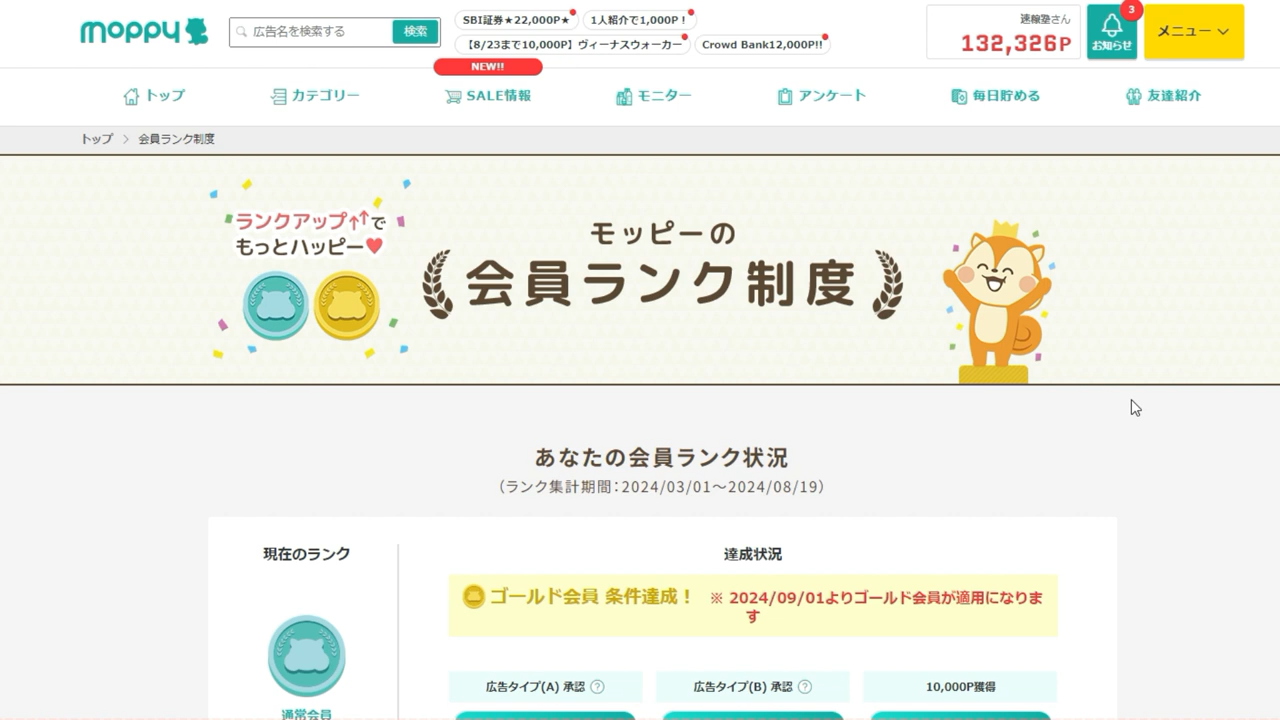 moppy
広告名を検索する
検索
SBI証券★22,000P★
1人紹介で1,000P！
【8/23まで10,000P】ヴィーナスウォーカー
Crowd Bank12,000P!!
速稼塾さん
132,326P
3
お知らせ
メニュー
NEW!!
トップ
カテゴリー
SALE情報
モニター
アンケート
毎日貯める
友達紹介
トップ > 会員ランク制度
ランクアップ↑↑で
もっとハッピー♥
モッピーの
会員ランク制度
あなたの会員ランク状況
（ランク集計期間：2024/03/01～2024/08/19）
現在のランク
通常会員
達成状況
ゴールド会員 条件達成！ ※ 2024/09/01よりゴールド会員が適用になりま
す
広告タイプ(A) 承認 ?
広告タイプ(B) 承認 ?
10,000P獲得